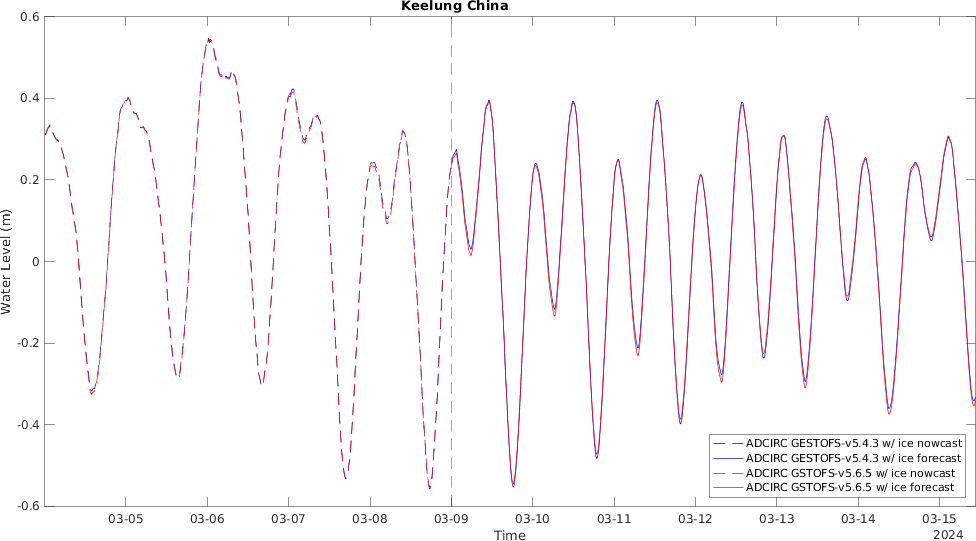 Keelung China
Water Level (m)
0.6
0.4
0.2
0
-0.2
-0.4
-0.6
ADCIRC GESTOFS-v5.4.3 w/ ice nowcast
ADCIRC GESTOFS-v5.4.3 w/ ice forecast
ADCIRC GSTOFS-v5.6.5 w/ ice nowcast
ADCIRC GSTOFS-v5.6.5 w/ ice forecast
03-05 03-06 03-07 03-08 03-09 03-10 03-11 03-12 03-13 03-14 03-15
Time
2024